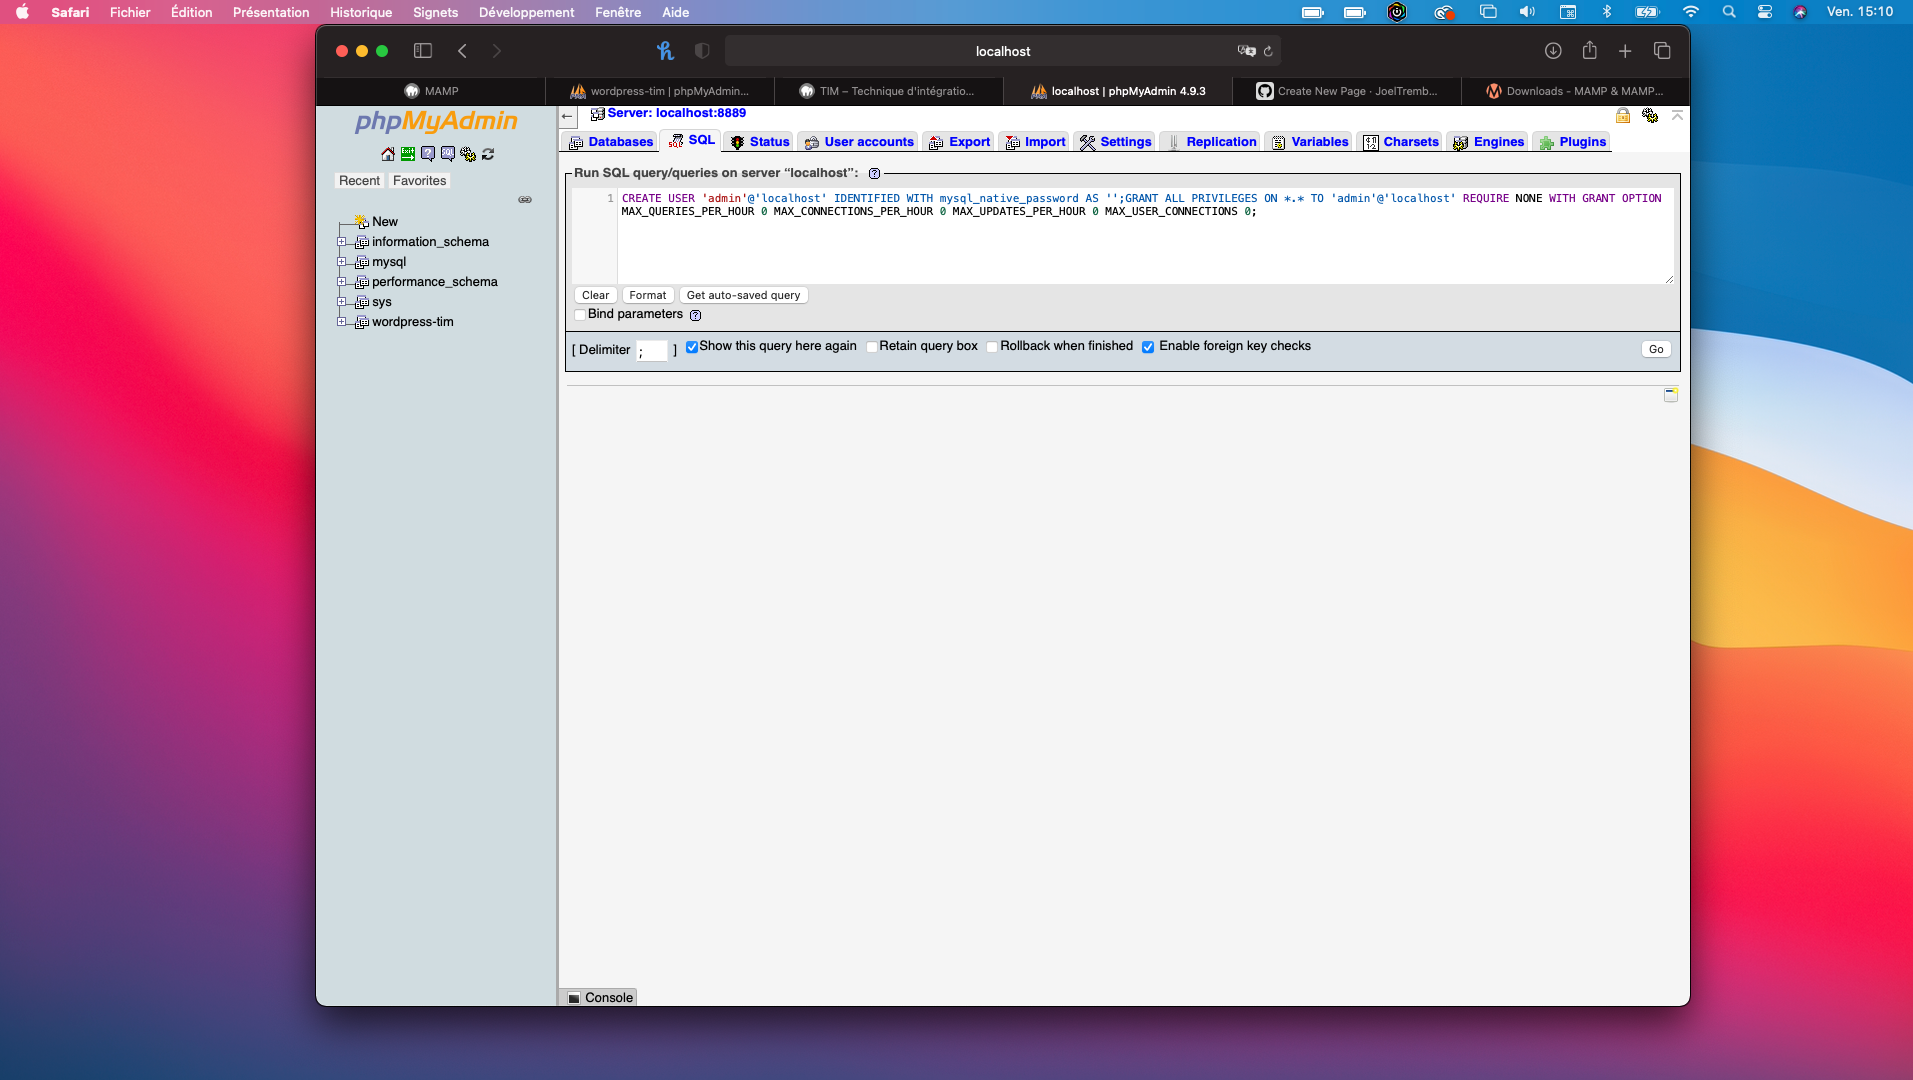 Safari Fichier Édition Présentation Historique Signets Développement Fenêtre Aide Ven. 15:10
localhost
MAMP wordpress-tim | phpMyAdmin... TIM – Technique d'intégratio... localhost | phpMyAdmin 4.9.3 Create New Page · JoelTremb... Downloads - MAMP & MAMP...
phpMyAdmin
Recent Favorites
New
information_schema
mysql
performance_schema
sys
wordpress-tim
Server: localhost:8889
Databases SQL Status User accounts Export Import Settings Replication Variables Charsets Engines Plugins
Run SQL query/queries on server “localhost”:
1 CREATE USER 'admin'@'localhost' IDENTIFIED WITH mysql_native_password AS '';GRANT ALL PRIVILEGES ON *.* TO 'admin'@'localhost' REQUIRE NONE WITH GRANT OPTION
MAX_QUERIES_PER_HOUR 0 MAX_CONNECTIONS_PER_HOUR 0 MAX_UPDATES_PER_HOUR 0 MAX_USER_CONNECTIONS 0;
Clear Format Get auto-saved query
Bind parameters
[ Delimiter ; ] Show this query here again Retain query box Rollback when finished Enable foreign key checks Go
Console